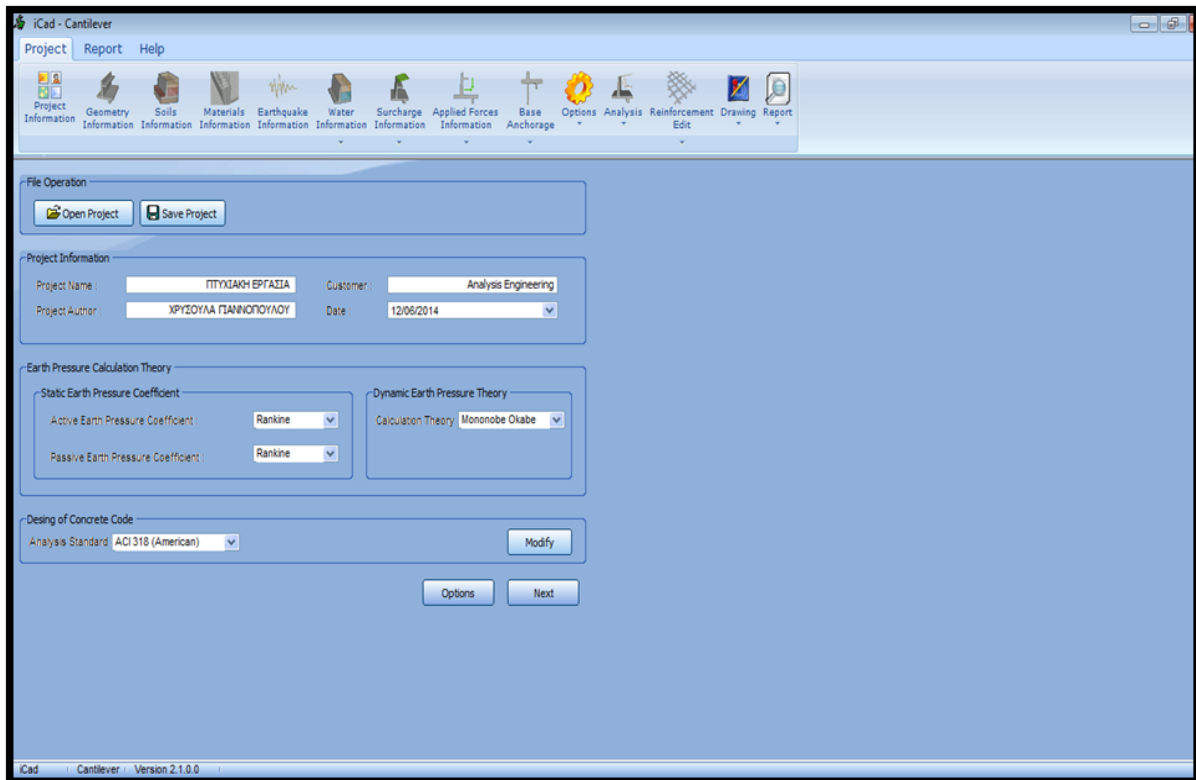 iCad - Cantilever
Project Report Help
Project Information
Geometry Information
Soils Information
Materials Information
Earthquake Information
Water Information
Surcharge Information
Applied Forces Information
Base Anchorage
Options
Analysis
Reinforcement Edit
Drawing
Report
File Operation
Open Project Save Project
Project Information
Project Name : ΠΤΥΧΙΑΚΗ ΕΡΓΑΣΙΑ Customer : Analysis Engineering
Project Author : ΧΡΥΣΟΥΛΑ ΓΙΑΝΝΟΠΟΥΛΟΥ Date : 12/06/2014
Earth Pressure Calculation Theory
Static Earth Pressure Coefficient Dynamic Earth Pressure Theory
Active Earth Pressure Coefficient : Rankine Calculation Theory Mononobe Okabe
Passive Earth Pressure Coefficient : Rankine
Desing of Concrete Code
Analysis Standard ACI 318 (American) Modify
Options Next
iCad Cantilever Version 2.1.0.0